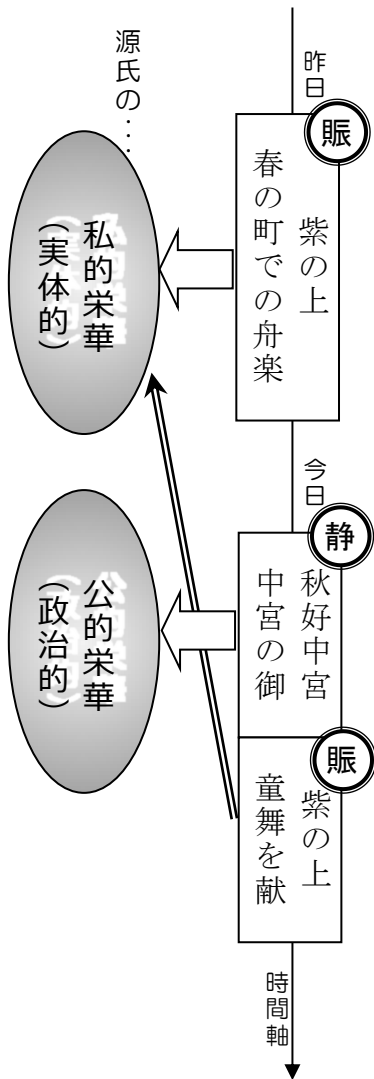 昨日
賑
紫の上
春の町での舟楽
今日
静
秋好中宮
中宮の御
賑
紫の上
童舞を献
時間軸
源氏の…
私的栄華
(実体的)
公的栄華
(政治的)